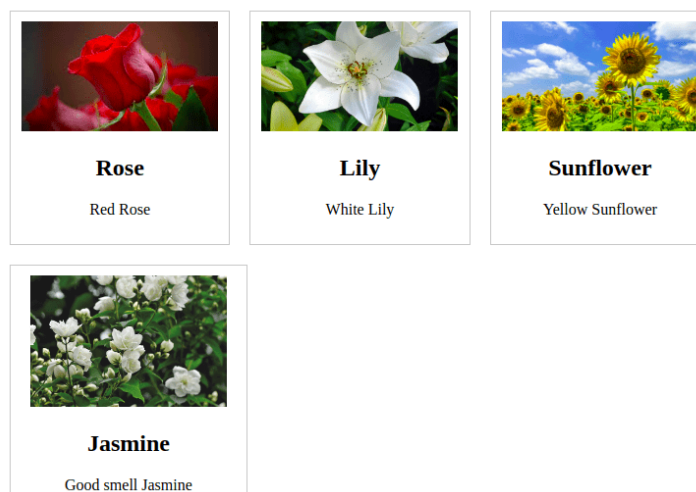 Rose
Red Rose
Lily
White Lily
Sunflower
Yellow Sunflower
Jasmine
Good smell Jasmine